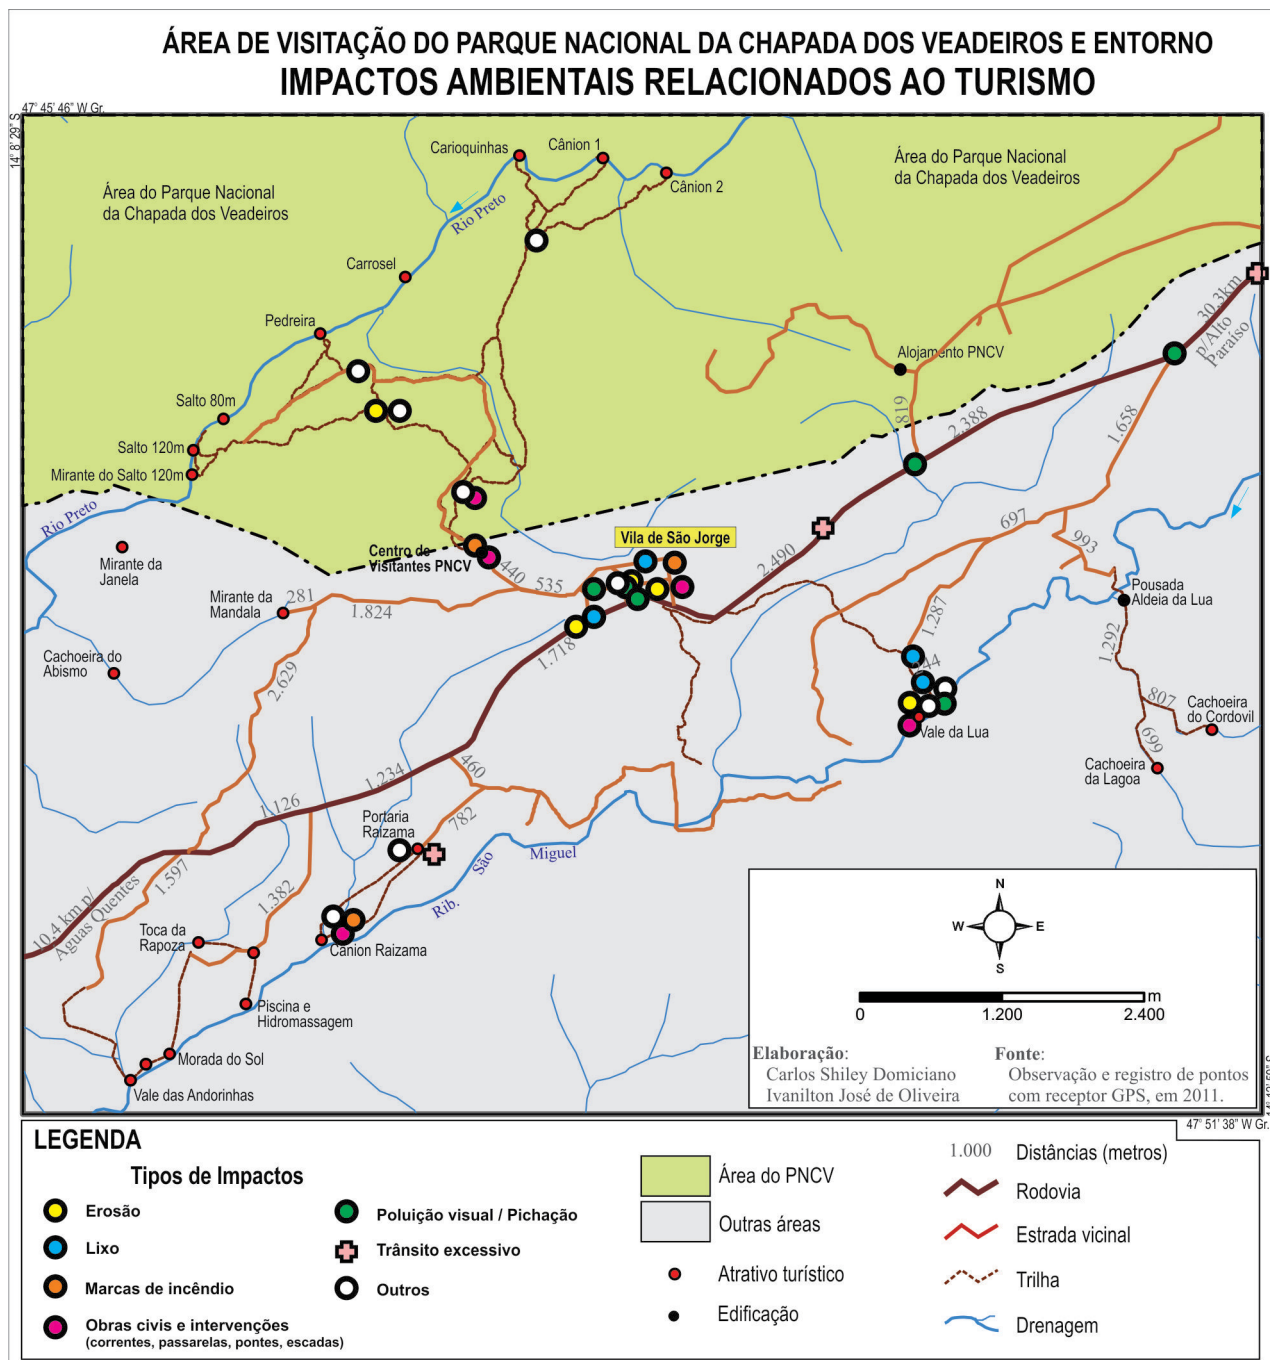 ÁREA DE VISITAÇÃO DO PARQUE NACIONAL DA CHAPADA DOS VEADEIROS E ENTORNO
IMPACTOS AMBIENTAIS RELACIONADOS AO TURISMO
47° 45' 46" W Gr.
14° 8' 29" S
Carioquinhas
Cânion 1
Cânion 2
Área do Parque Nacional
da Chapada dos Veadeiros
Área do Parque Nacional
da Chapada dos Veadeiros
Rio Preto
Carrosel
Pedreira
30.3km
p/Alto
Paraíso
Alojamento PNCV
819
2.388
1.658
Salto 80m
Salto 120m
Mirante do Salto 120m
Rio Preto
Mirante da
Janela
Centro de
Visitantes PNCV
Vila de São Jorge
440
535
2.490
697
993
Pousada
Aldeia da Lua
Mirante da
Mandala
281
1.824
1.287
1.292
Cachoeira do
Abismo
2.629
1.718
244
807
Cachoeira
do Cordovil
Vale da Lua
699
Cachoeira
da Lagoa
1.234
460
1.126
Portaria
Raizama
782
Rib.
São
Miguel
1.597
1.382
10,4 km p/
Aguas Quentes
Toca da
Rapoza
Cânion Raizama
Piscina e
Hidromassagem
Morada do Sol
Vale das Andorinhas
N
W
E
S
m
0
1.200
2.400
Elaboração:
Carlos Shiley Domiciano
Ivanilton José de Oliveira
Fonte:
Observação e registro de pontos
com receptor GPS, em 2011.
47° 51' 38" W Gr.
LEGENDA
Tipos de Impactos
Erosão
Lixo
Marcas de incêndio
Obras civis e intervenções
(correntes, passarelas, pontes, escadas)
Poluição visual / Pichação
Trânsito excessivo
Outros
Área do PNCV
Outras áreas
Atrativo turístico
Edificação
1.000
Distâncias (metros)
Rodovia
Estrada vicinal
Trilha
Drenagem